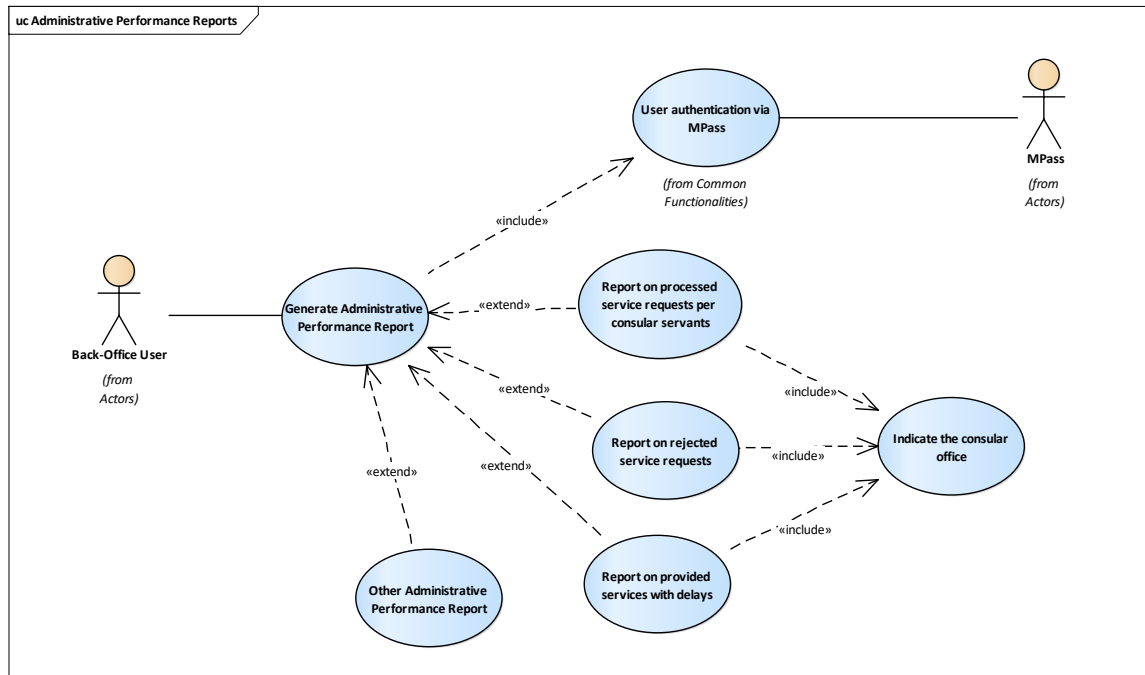 uc Administrative Performance Reports
User authentication via
MPass
(from Common
Functionalities)
MPass
(from
Actors)
«include»
Back-Office User
(from
Actors)
Generate Administrative
Performance Report
«extend»
Report on processed
service requests per
consular servants
«include»
«extend»
Report on rejected
service requests
«include»
Indicate the consular
office
«extend»
«extend»
«include»
Report on provided
services with delays
Other Administrative
Performance Report